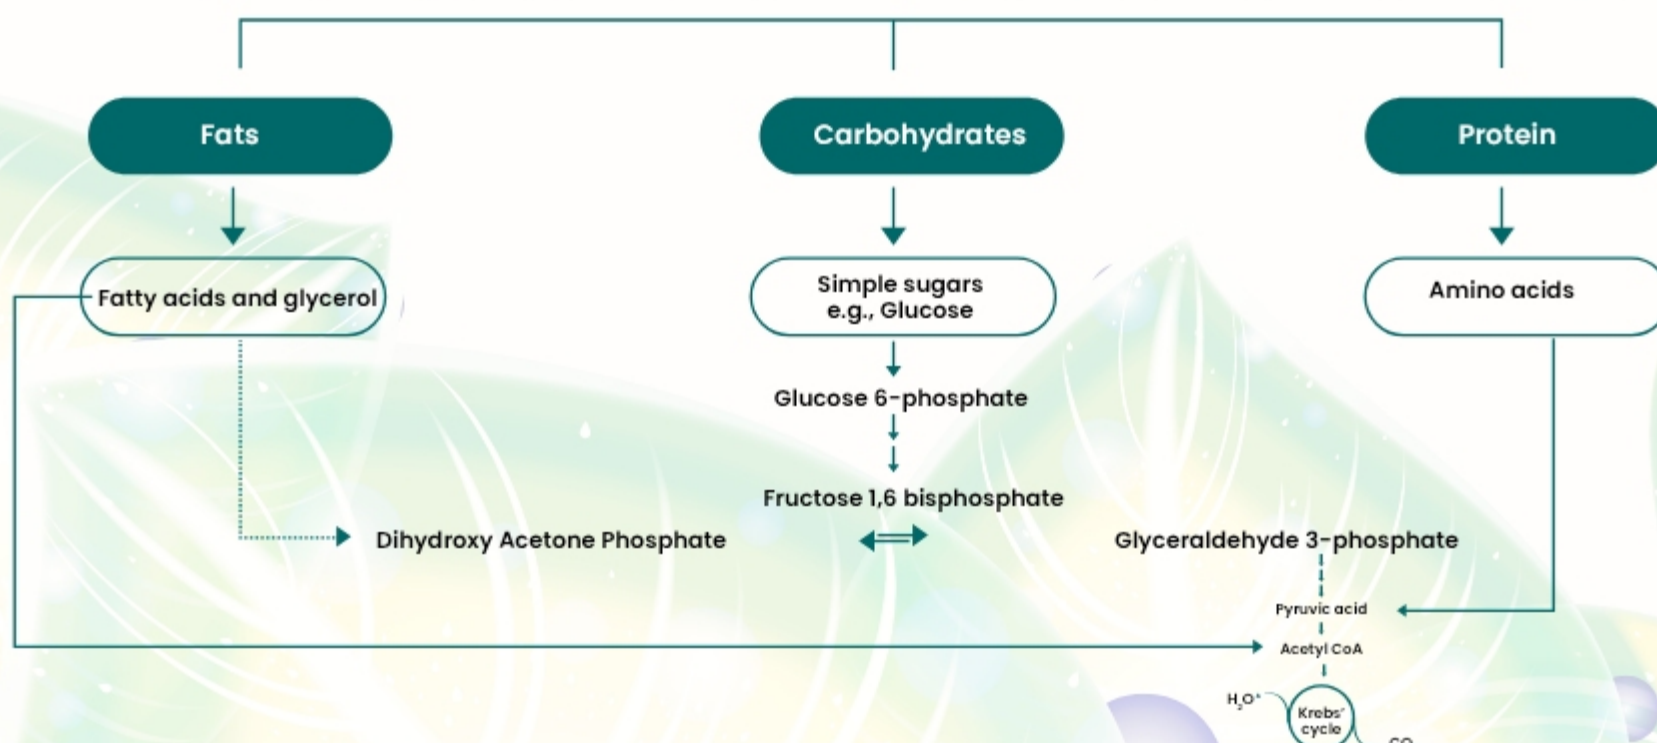 Fats
Carbohydrates
Protein
Fatty acids and glycerol
Simple sugars
e.g., Glucose
Amino acids
Glucose 6-phosphate
Fructose 1,6 bisphosphate
Dihydroxy Acetone Phosphate
Glyceraldehyde 3-phosphate
Pyruvic acid
Acetyl CoA
H₂O
Krebs'
cycle